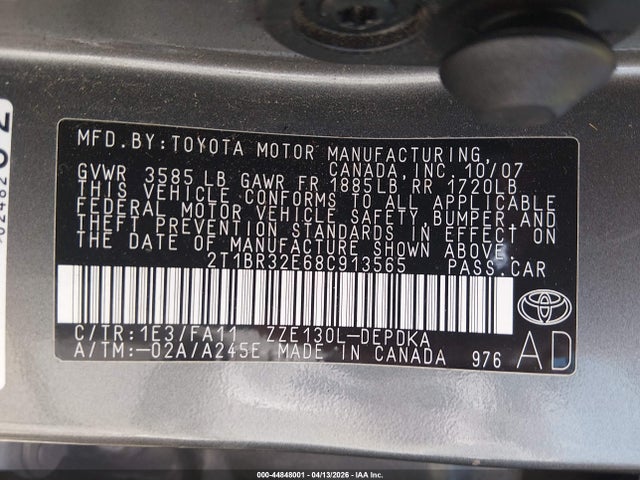 MFD. BY: TOYOTA MOTOR MANUFACTURING,
CANADA, INC. 10/07
GVWR 3585 LB GAWR FR 1885LB RR 1720LB
THIS VEHICLE CONFORMS TO ALL APPLICABLE
FEDERAL MOTOR VEHICLE SAFETY BUMPER AND
THEFT PREVENTION STANDARDS IN EFFECT ON
THE DATE OF MANUFACTURE SHOWN ABOVE.
2T1BR32E68C913565 PASS.CAR
C/TR:1E3/FA11 ZZE130L-DEPDKA
A/TM:-02A/A245E MADE IN CANADA 976
AD
000-44848001 - 04/13/2026 - IAA Inc.